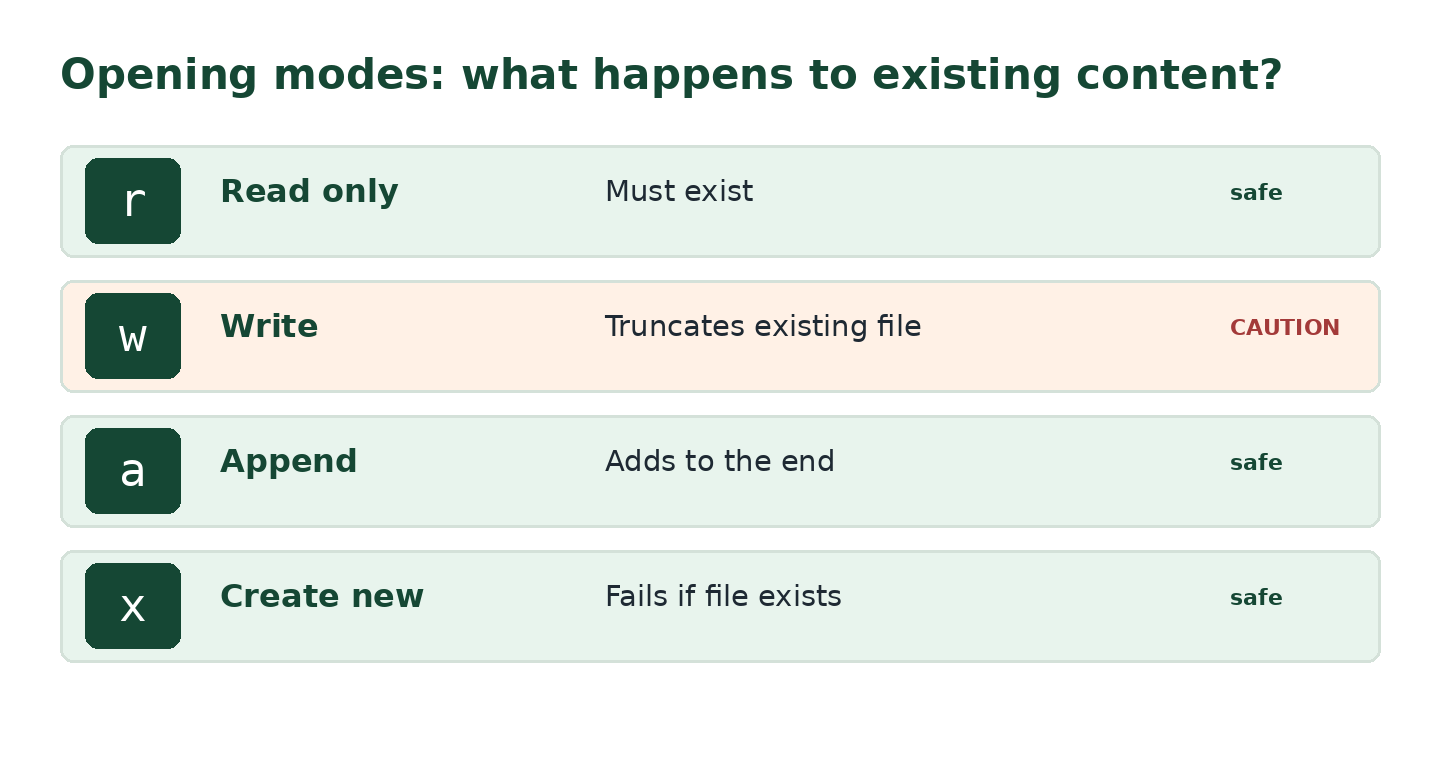 Opening modes: what happens to existing content?
r Read only Must exist safe
w Write Truncates existing file CAUTION
a Append Adds to the end safe
x Create new Fails if file exists safe